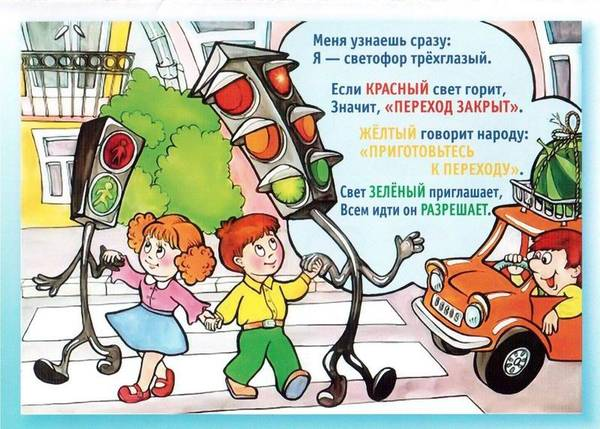 Меня узнаешь сразу:
Я — светофор трёхглазый.
Если КРАСНЫЙ свет горит,
Значит, «ПЕРЕХОД ЗАКРЫТ».
ЖЁЛТЫЙ говорит народу:
«ПРИГОТОВЬТЕСЬ
К ПЕРЕХОДУ».
Свет ЗЕЛЁНЫЙ приглашает,
Всем идти он РАЗРЕШАЕТ.